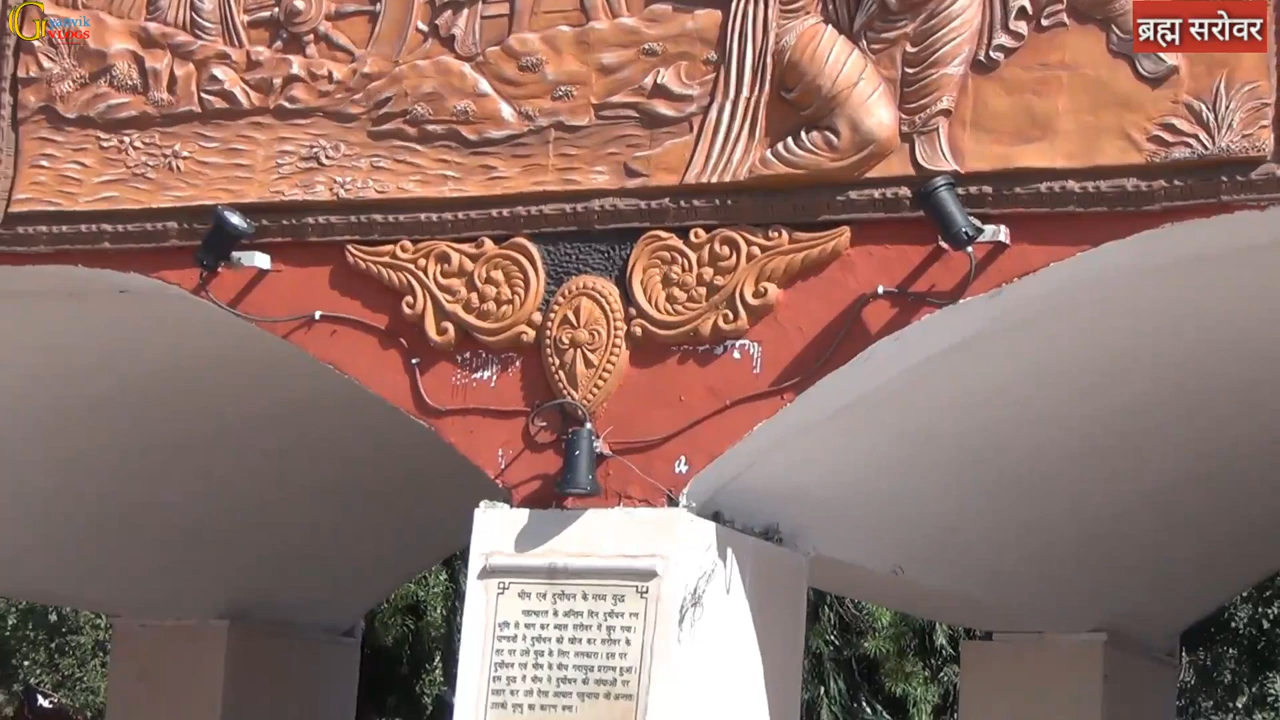 Gyanvik
VLOGS
ब्रह्म सरोवर
भीम एवं दुर्योधन के मध्य युद्ध
महाभारत के अन्तिम दिन दुर्योधन रण
भूमि से भाग कर ब्यास सरोवर में छुप गया।
पाण्डवों ने दुर्योधन को खोज कर सरोवर के
तट पर उसे युद्ध के लिए ललकारा। इस पर
दुर्योधन एवं भीम के बीच गदायुद्ध प्रारम्भ हुआ।
इस युद्ध में भीम ने दुर्योधन की जांघाओं पर
प्रहार कर उसे ऐसा आघात पहुंचाया जो अन्ततः
उसकी मृत्यु का कारण बना।